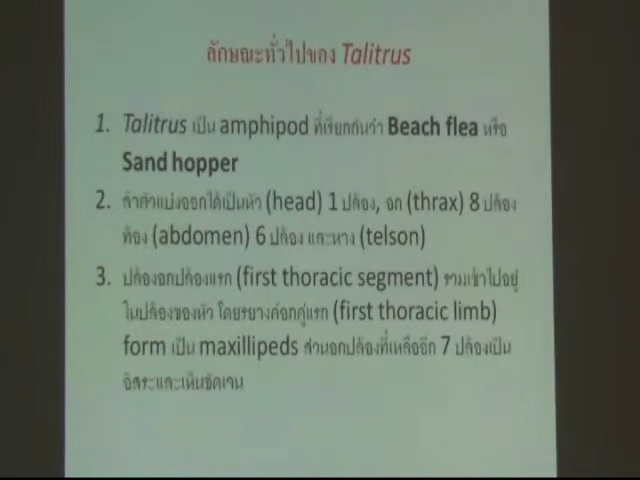 ลักษณะทั่วไปของ Talitrus
1. Talitrus เป็น amphipod ที่เรียกกันว่า Beach flea หรือ
Sand hopper
2. ลำตัวแบ่งออกได้เป็นหัว (head) 1 ปล้อง, อก (thrax) 8 ปล้อง
ท้อง (abdomen) 6 ปล้อง และหาง (telson)
3. ปล้องอกปล้องแรก (first thoracic segment) รวมเข้าไปอยู่
ในปล้องของหัว โดยรยางค์อกคู่แรก (first thoracic limb)
form เป็น maxillipeds ส่วนอกปล้องที่เหลืออีก 7 ปล้องเป็น
อิสระและเห็นชัดเจน